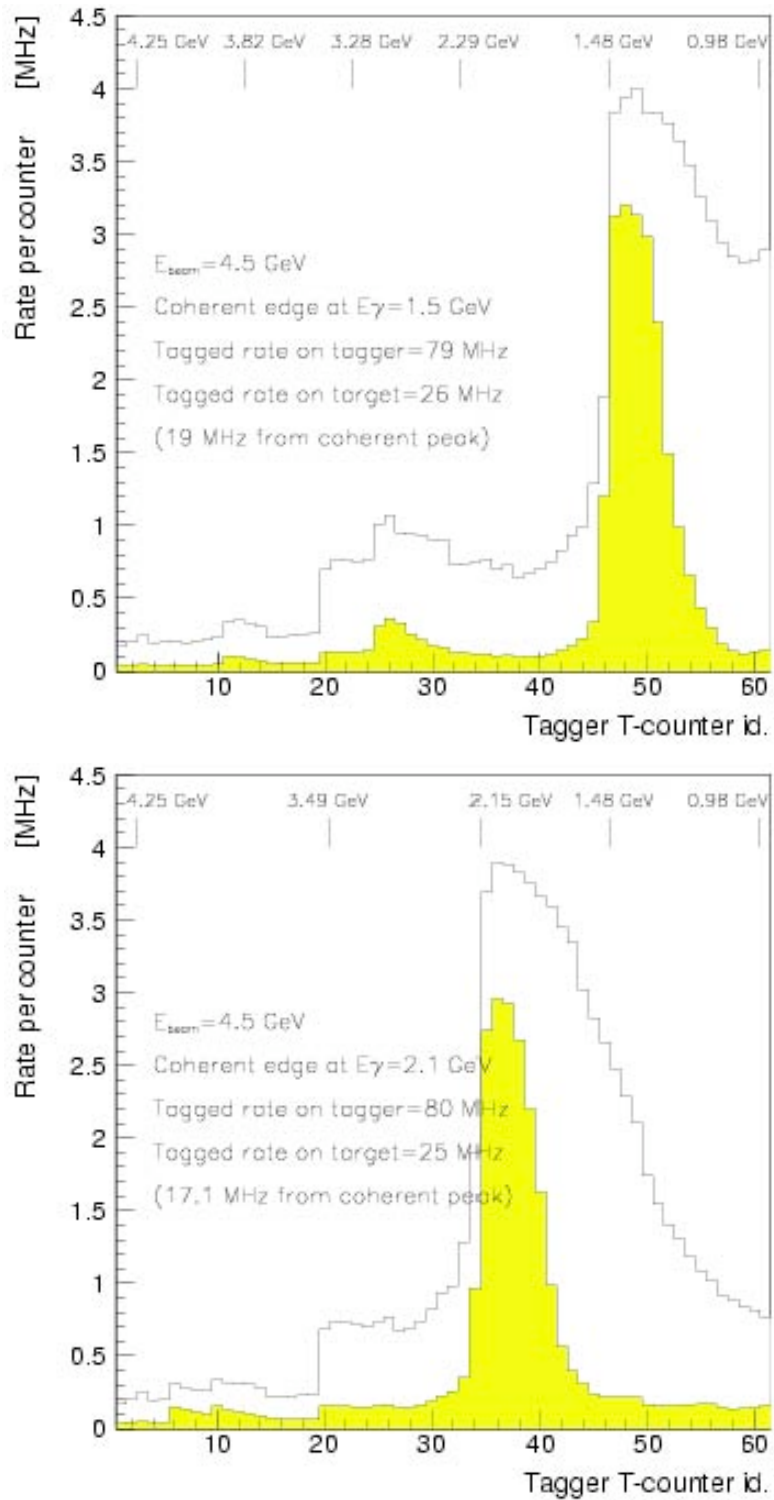 Rate per counter [MHz]
4.5
4
3.5
3
2.5
2
1.5
1
0.5
0
4.25 GeV 3.82 GeV 3.28 GeV 2.29 GeV 1.48 GeV 0.98 GeV
E_beam=4.5 GeV
Coherent edge at Eγ=1.5 GeV
Tagged rate on tagger=79 MHz
Tagged rate on target=26 MHz
(19 MHz from coherent peak)
10 20 30 40 50 60
Tagger T-counter id.
Rate per counter [MHz]
4.5
4
3.5
3
2.5
2
1.5
1
0.5
0
4.25 GeV 3.49 GeV 2.15 GeV 1.48 GeV 0.98 GeV
E_beam=4.5 GeV
Coherent edge at Eγ=2.1 GeV
Tagged rate on tagger=80 MHz
Tagged rate on target=25 MHz
(17.1 MHz from coherent peak)
10 20 30 40 50 60
Tagger T-counter id.